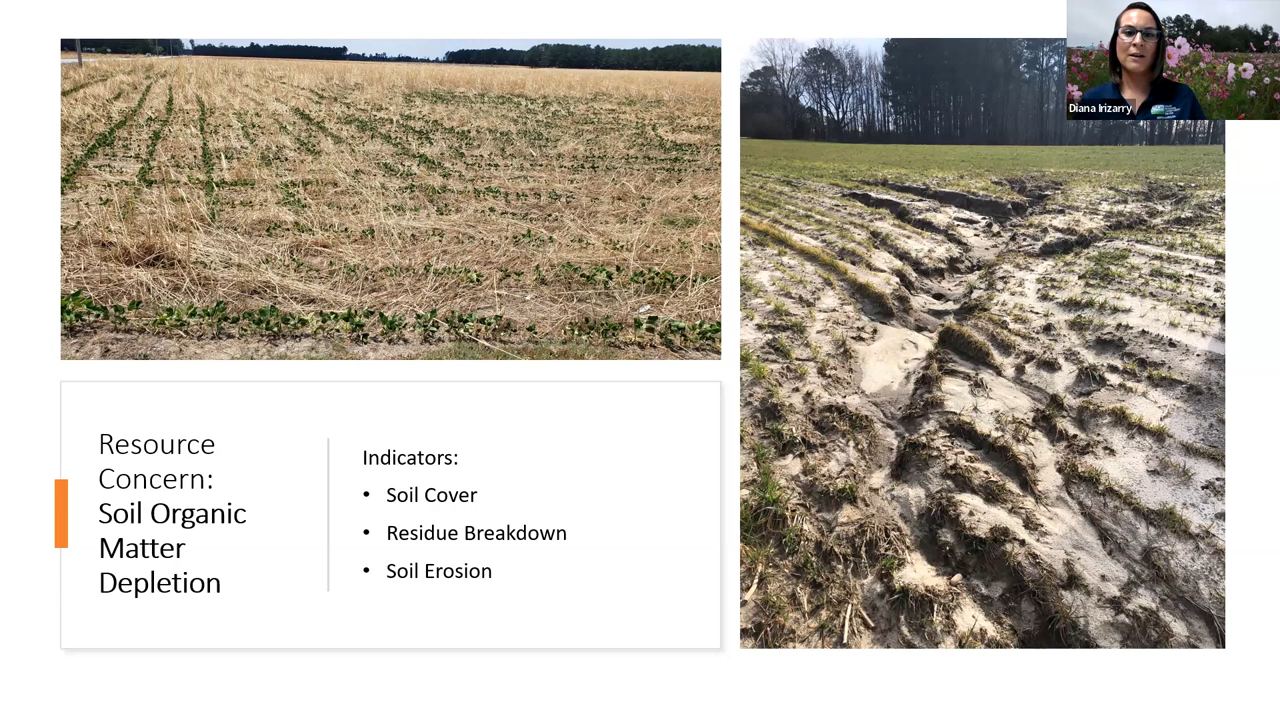 Diana Irizarry
Resource
Concern:
Soil Organic
Matter
Depletion
Indicators:
• Soil Cover
• Residue Breakdown
• Soil Erosion